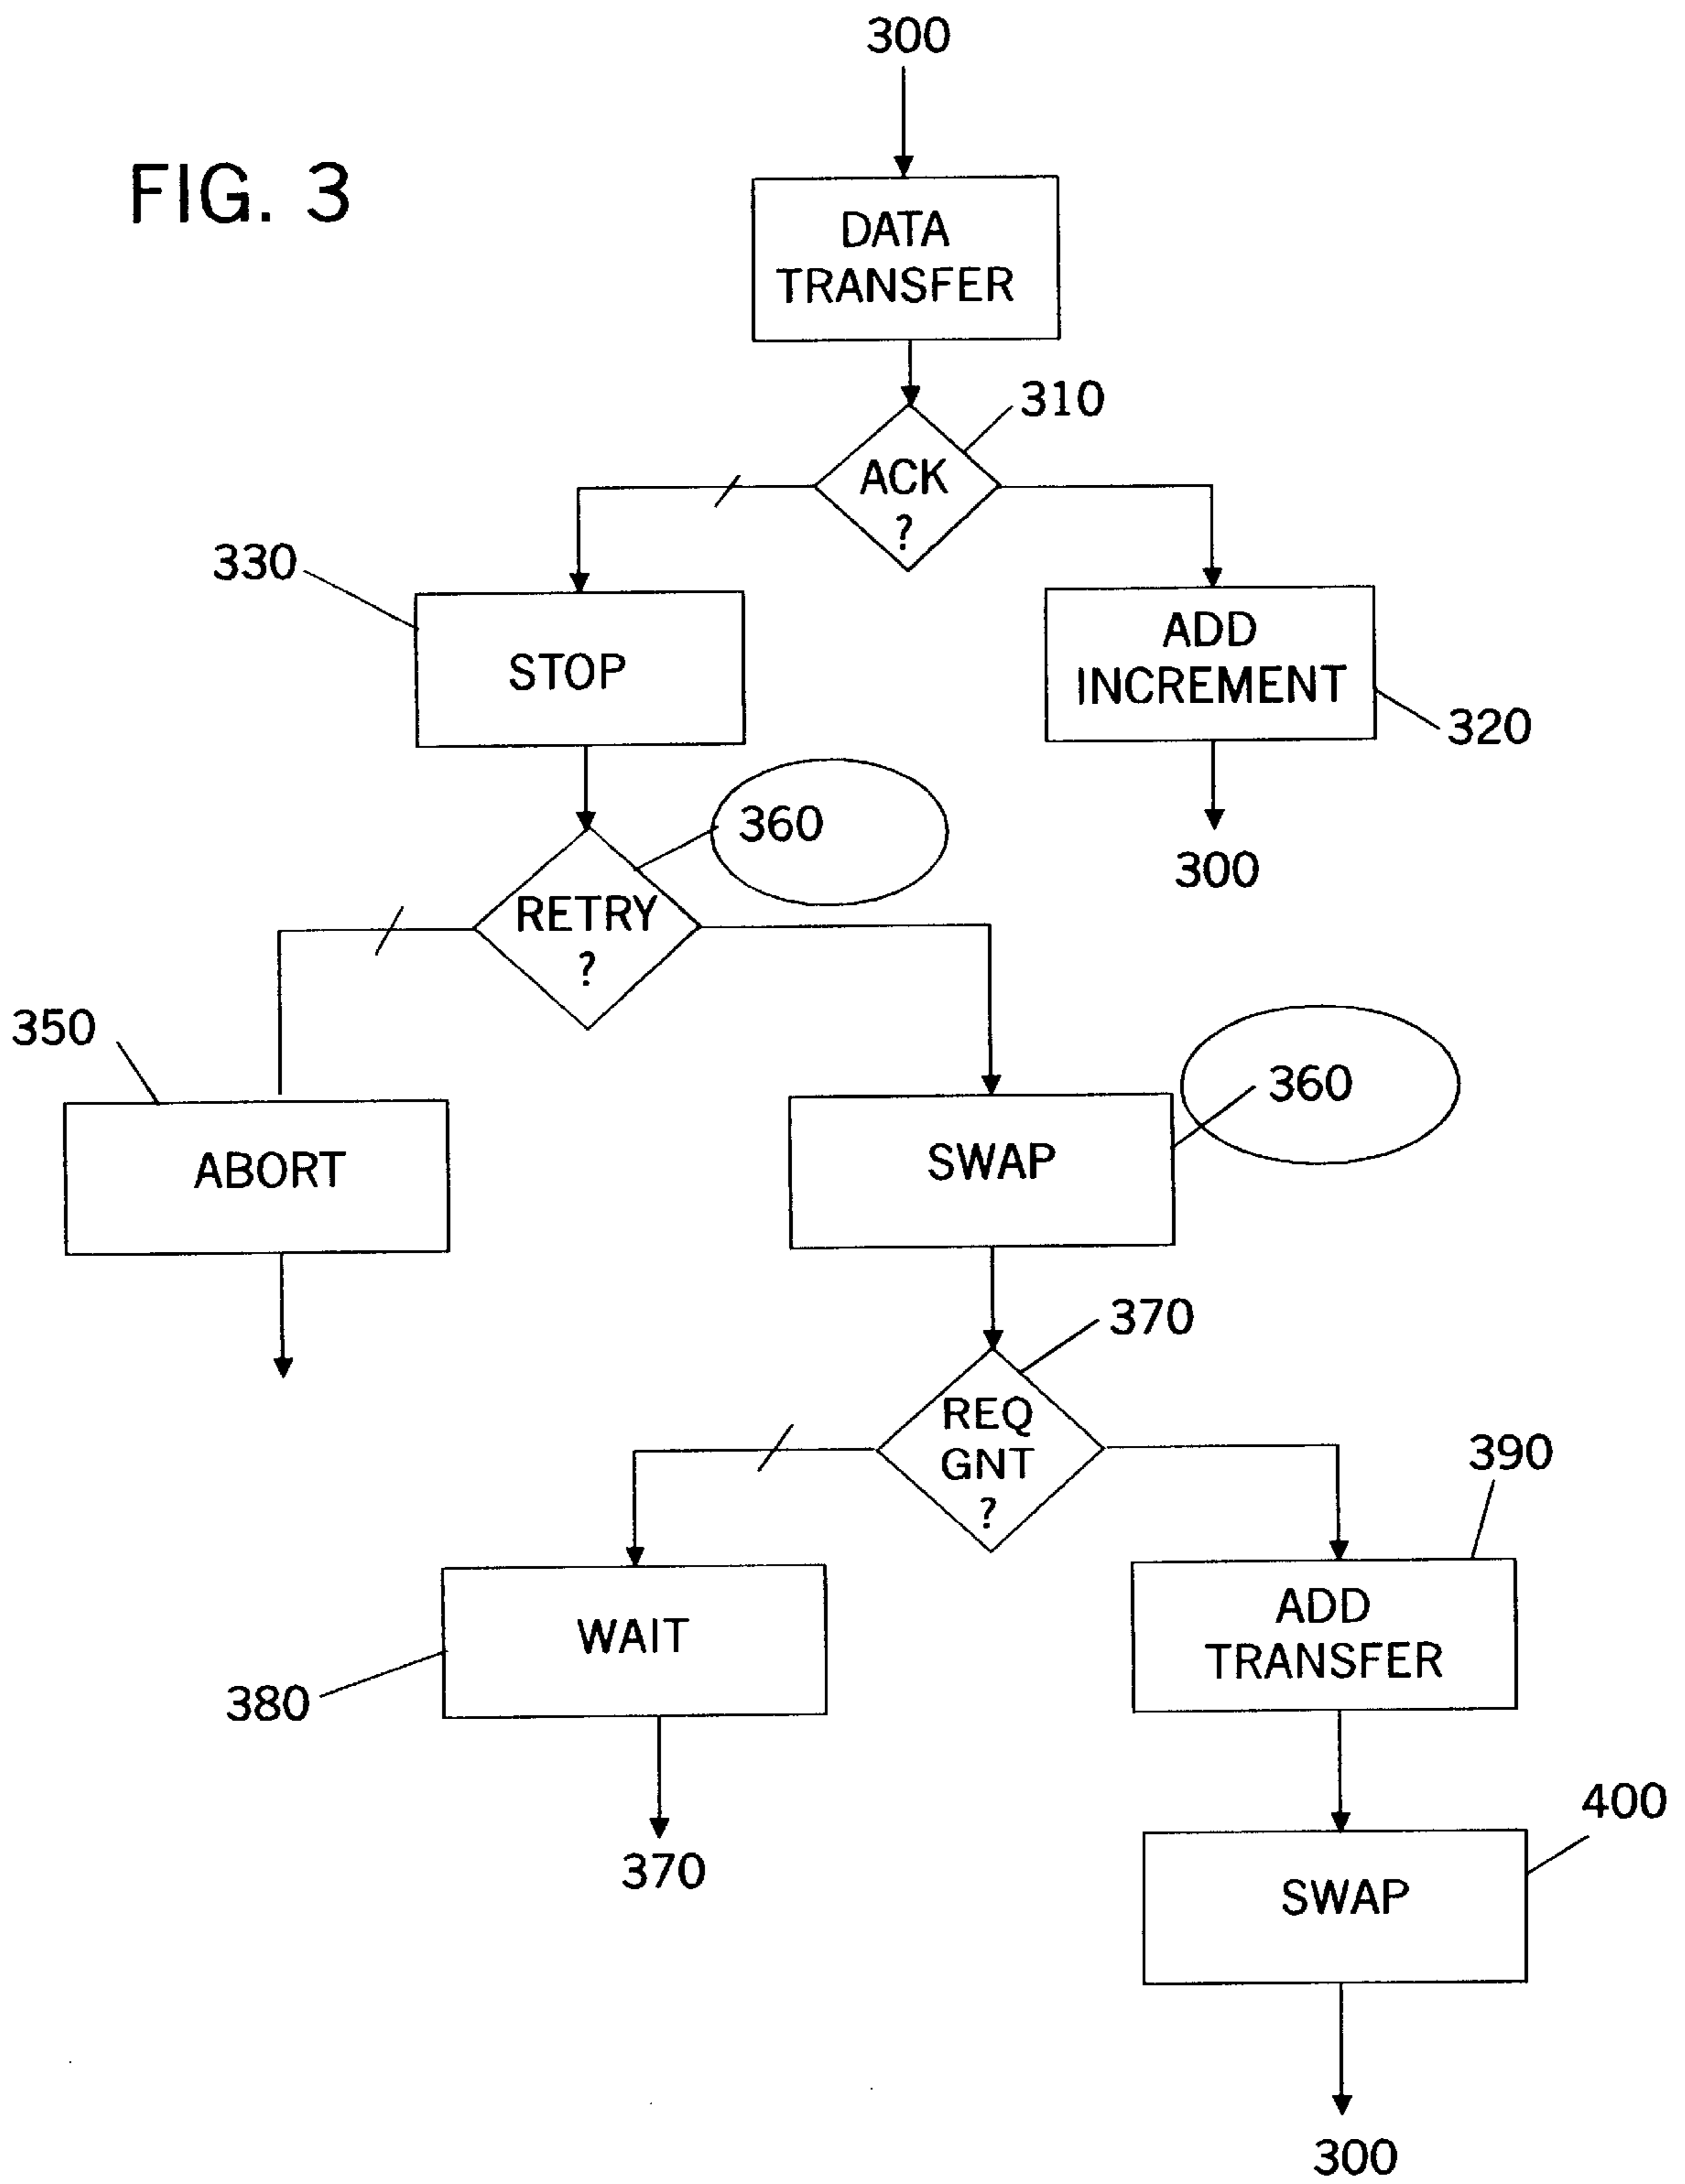 300
FIG. 3
DATA
TRANSFER
310
ACK
?
330
STOP
ADD
INCREMENT
320
360
300
RETRY
?
350
360
ABORT
SWAP
370
REQ
GNT
?
390
WAIT
ADD
TRANSFER
380
400
370
SWAP
300